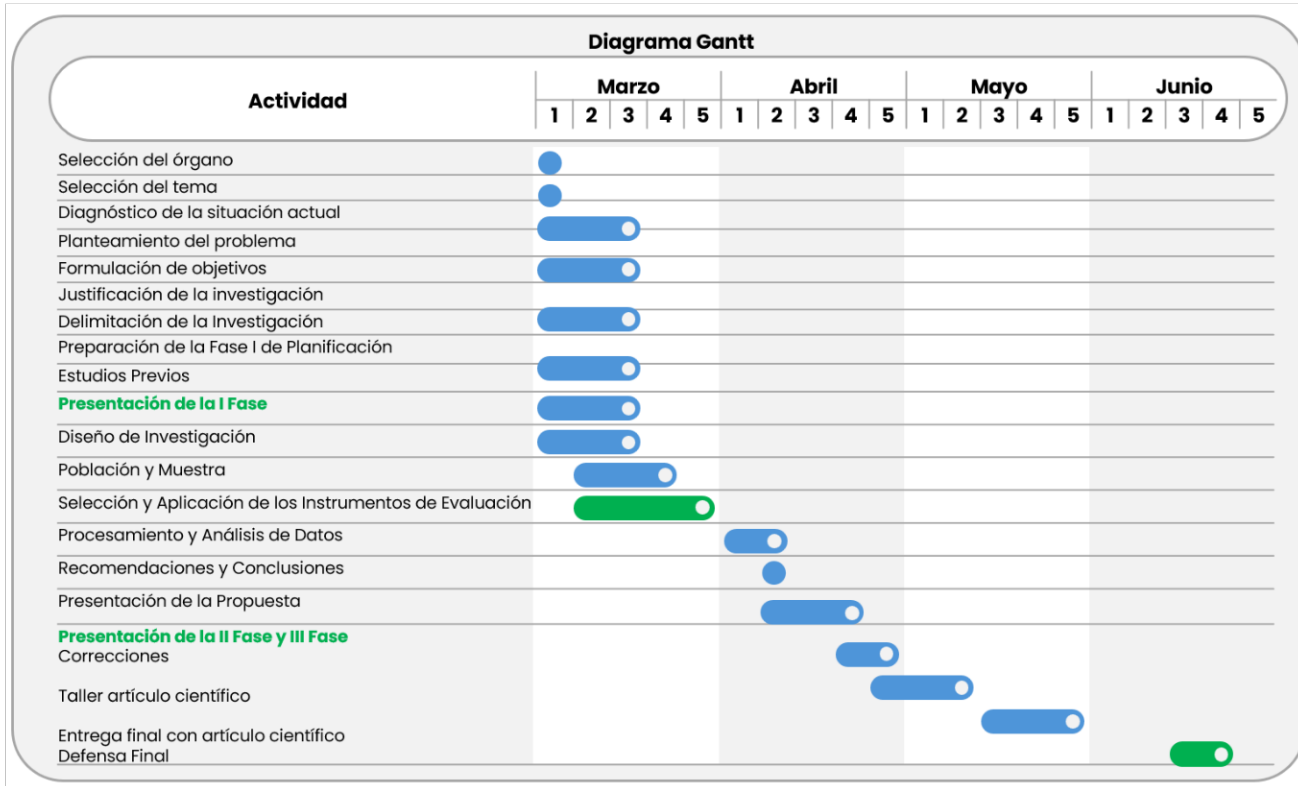 Diagrama Gantt
Actividad
Marzo Abril Mayo Junio
1 2 3 4 5 1 2 3 4 5 1 2 3 4 5 1 2 3 4 5
Selección del órgano
Selección del tema
Diagnóstico de la situación actual
Planteamiento del problema
Formulación de objetivos
Justificación de la investigación
Delimitación de la Investigación
Preparación de la Fase I de Planificación
Estudios Previos
Presentación de la I Fase
Diseño de Investigación
Población y Muestra
Selección y Aplicación de los Instrumentos de Evaluación
Procesamiento y Análisis de Datos
Recomendaciones y Conclusiones
Presentación de la Propuesta
Presentación de la II Fase y III Fase
Correcciones
Taller artículo científico
Entrega final con artículo científico
Defensa Final